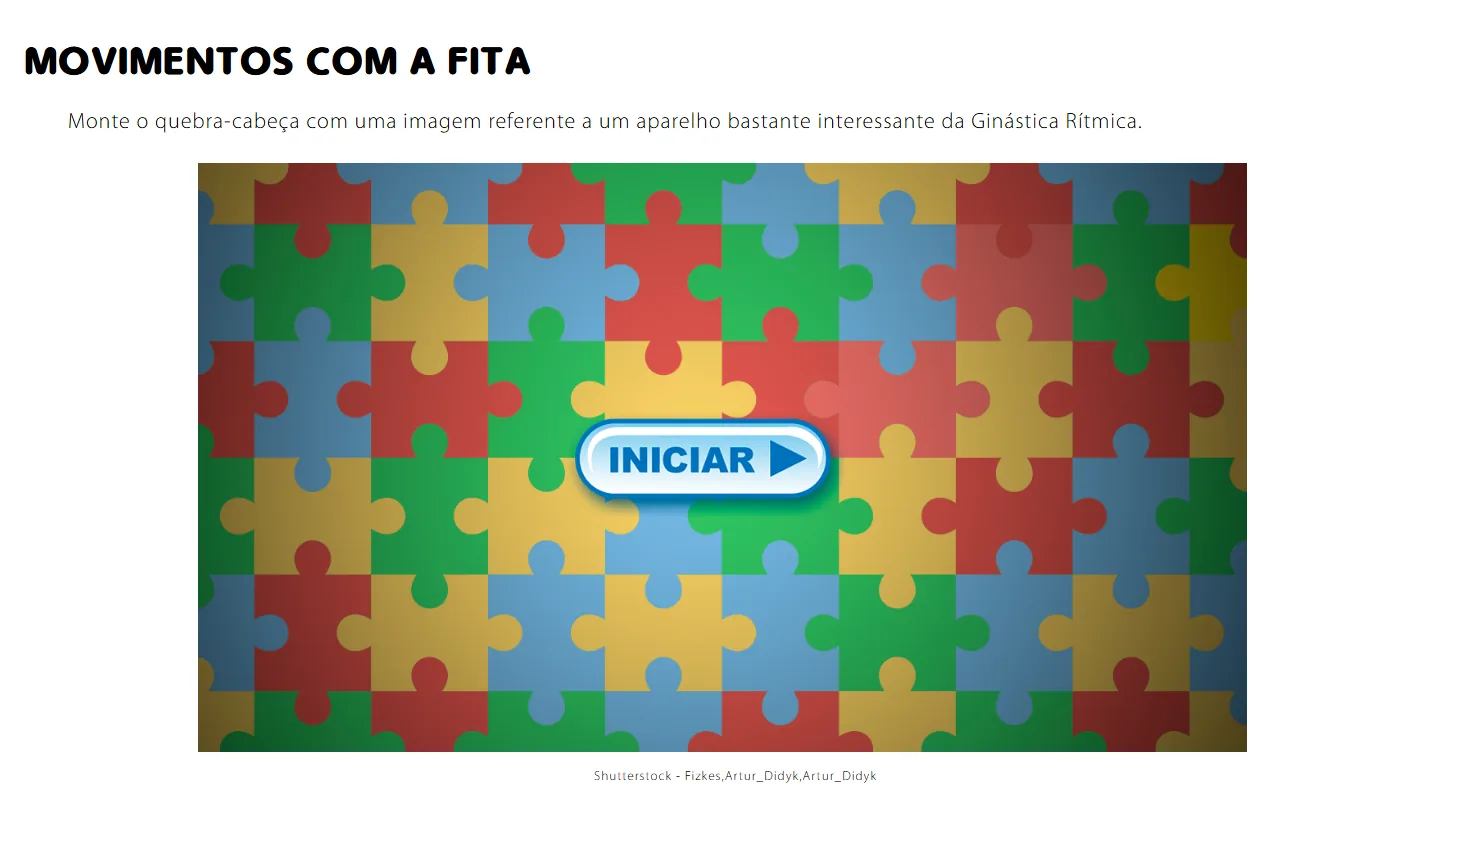 MOVIMENTOS COM A FITA
Monte o quebra-cabeça com uma imagem referente a um aparelho bastante interessante da Ginástica Rítmica.
INICIAR
Shutterstock - Fizkes,Artur_Didyk,Artur_Didyk